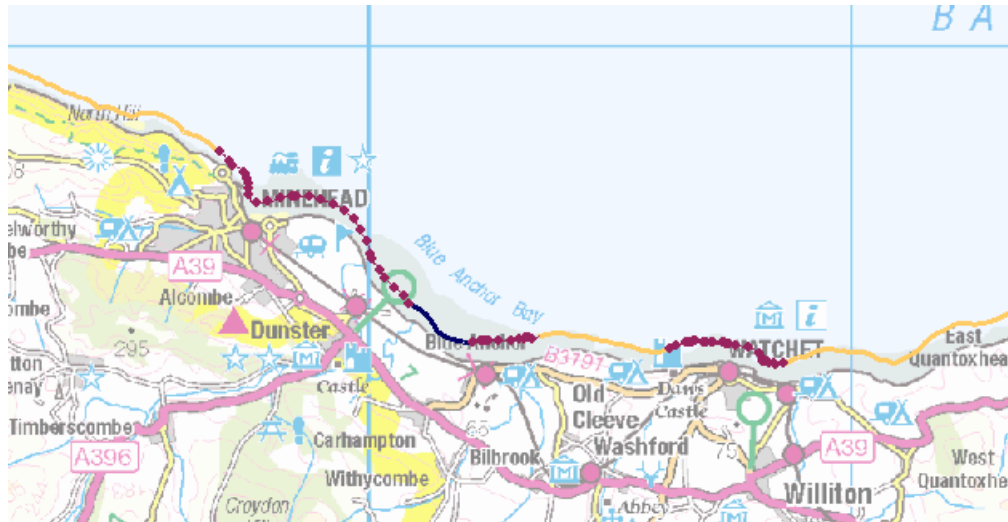 B A
North Hill
MINEHEAD
elworthy
be
A39
Alcombe
Dunster
295
ombe
tton
enay
Castle
Timberscombe
A396
Carhampton
Withycombe
Croydon
Blue Anchor Bay
Blue Anchor
B3191
WATCHET
East
Quantoxhea
Old
Cleeve
Daws
Castle
65
75
Washford
Bilbrook
A39
West
Quantoxhe
Williton
Abbey